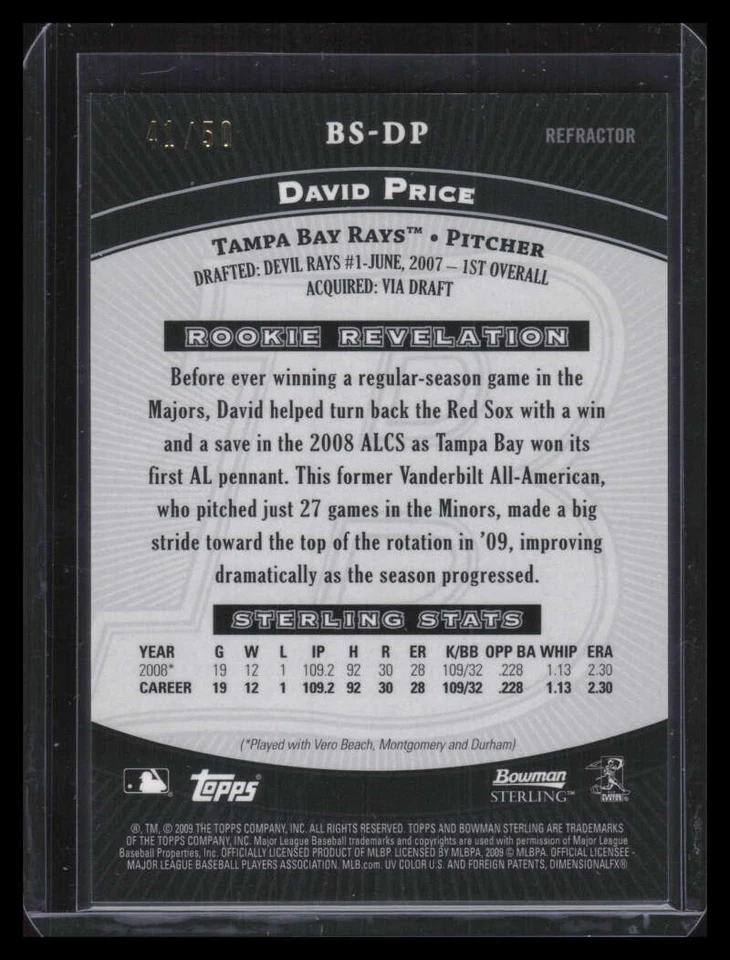 41/50 BS-DP REFRACTOR
DAVID PRICE
TAMPA BAY RAYS™ • PITCHER
DRAFTED: DEVIL RAYS #1-JUNE, 2007 – 1ST OVERALL
ACQUIRED: VIA DRAFT
ROOKIE REVELATION
Before ever winning a regular-season game in the
Majors, David helped turn back the Red Sox with a win
and a save in the 2008 ALCS as Tampa Bay won its
first AL pennant. This former Vanderbilt All-American,
who pitched just 27 games in the Minors, made a big
stride toward the top of the rotation in ’09, improving
dramatically as the season progressed.
STERLING STATS
YEAR G W L IP H R ER K/BB OPP BA WHIP ERA
2008* 19 12 1 109.2 92 30 28 109/32 .228 1.13 2.30
CAREER 19 12 1 109.2 92 30 28 109/32 .228 1.13 2.30
(*Played with Vero Beach, Montgomery and Durham)
Topps® Bowman
STERLING™
®, TM, © 2009 THE TOPPS COMPANY, INC. ALL RIGHTS RESERVED. TOPPS AND BOWMAN STERLING ARE TRADEMARKS
OF THE TOPPS COMPANY, INC. Major League Baseball trademarks and copyrights are used with permission of Major League
Baseball Properties, Inc. OFFICIALLY LICENSED PRODUCT OF MLBP. LICENSED BY MLBPA, 2009 © MLBPA. OFFICIAL LICENSEE -
MAJOR LEAGUE BASEBALL PLAYERS ASSOCIATION, MLB.com. UV COLOR U.S. AND FOREIGN PATENTS, DIMENSIONALFX®